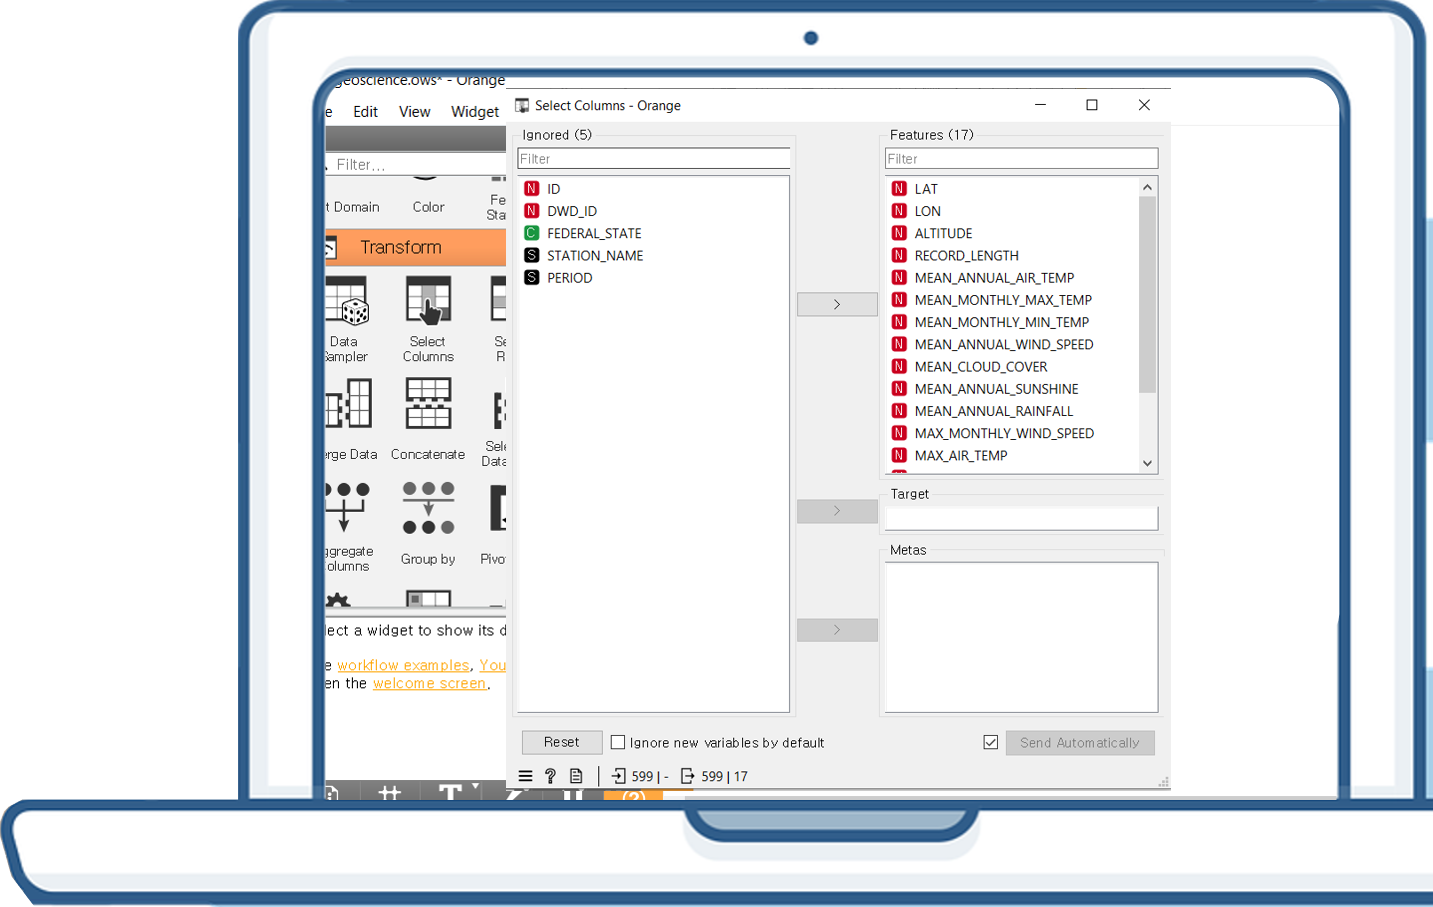 geoscience.ows* - Orange
e Edit View Widget
Filter...
t Domain Color Fe
Sta
Transform
Data Select Se
ampler Columns R
rge Data Concatenate Sele
Data
ggregate Group by Pivo
olumns
lect a widget to show its d
e workflow examples, You
en the welcome screen.
Select Columns - Orange
Ignored (5)
Filter
N ID
N DWD_ID
C FEDERAL_STATE
S STATION_NAME
S PERIOD
>
>
>
Features (17)
Filter
N LAT
N LON
N ALTITUDE
N RECORD_LENGTH
N MEAN_ANNUAL_AIR_TEMP
N MEAN_MONTHLY_MAX_TEMP
N MEAN_MONTHLY_MIN_TEMP
N MEAN_ANNUAL_WIND_SPEED
N MEAN_CLOUD_COVER
N MEAN_ANNUAL_SUNSHINE
N MEAN_ANNUAL_RAINFALL
N MAX_MONTHLY_WIND_SPEED
N MAX_AIR_TEMP
Target
Metas
Reset Ignore new variables by default Send Automatically
? 599 | - 599 | 17
# T